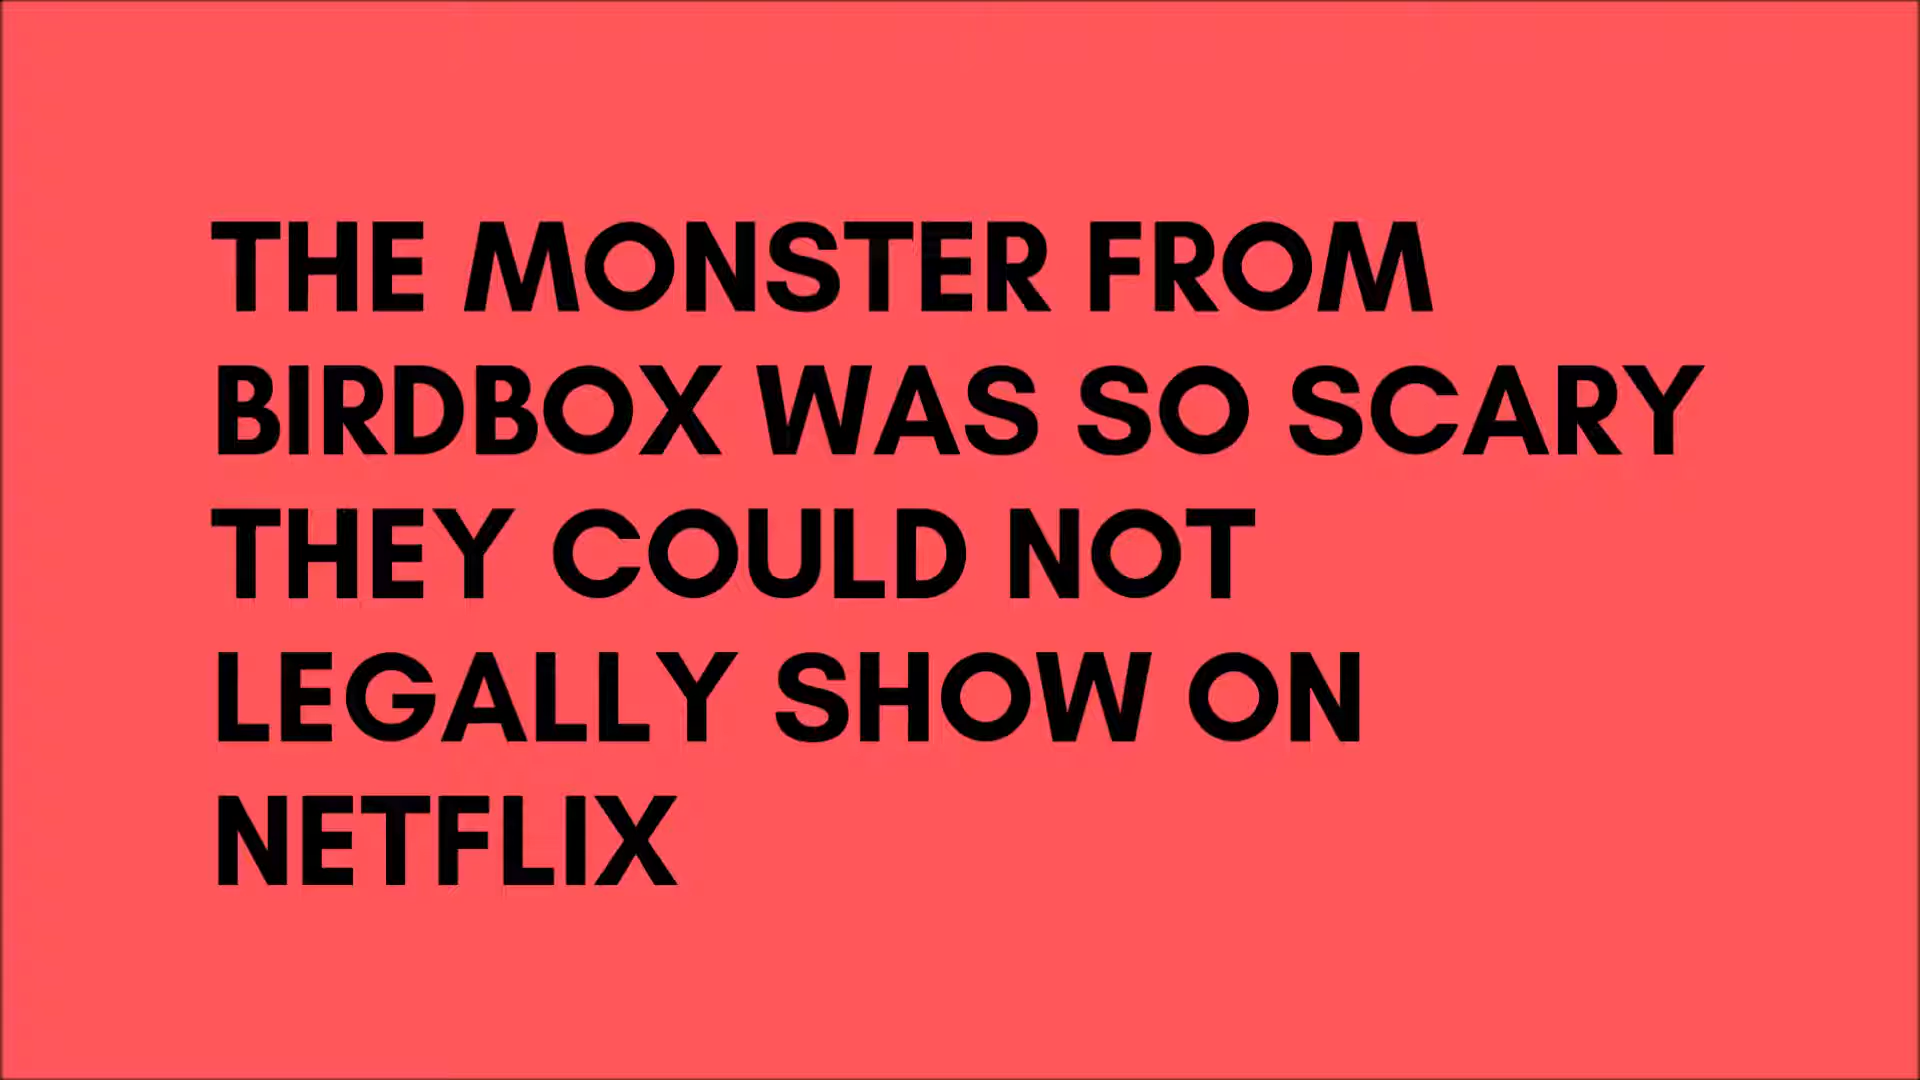 THE MONSTER FROM
BIRDBOX WAS SO SCARY
THEY COULD NOT
LEGALLY SHOW ON
NETFLIX